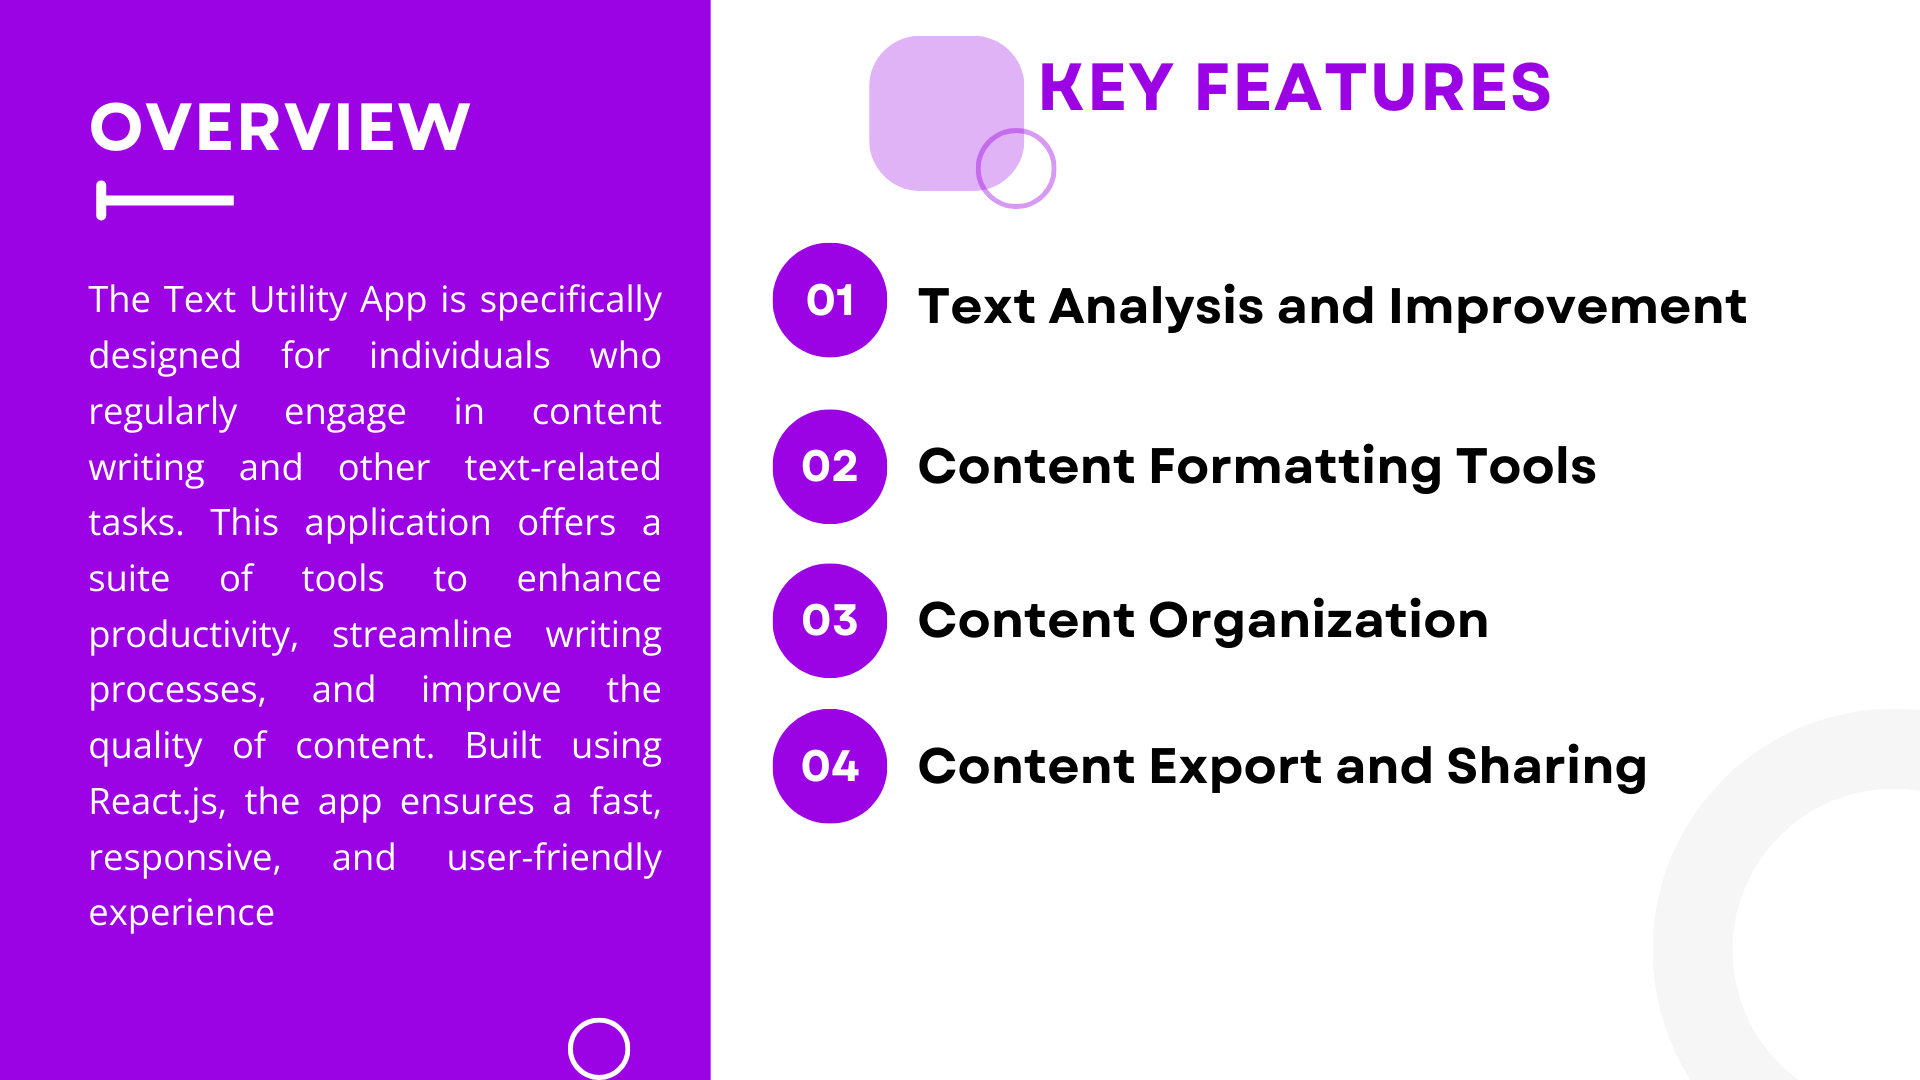 OVERVIEW
The Text Utility App is specifically
designed for individuals who
regularly engage in content
writing and other text-related
tasks. This application offers a
suite of tools to enhance
productivity, streamline writing
processes, and improve the
quality of content. Built using
React.js, the app ensures a fast,
responsive, and user-friendly
experience
KEY FEATURES
01 Text Analysis and Improvement
02 Content Formatting Tools
03 Content Organization
04 Content Export and Sharing